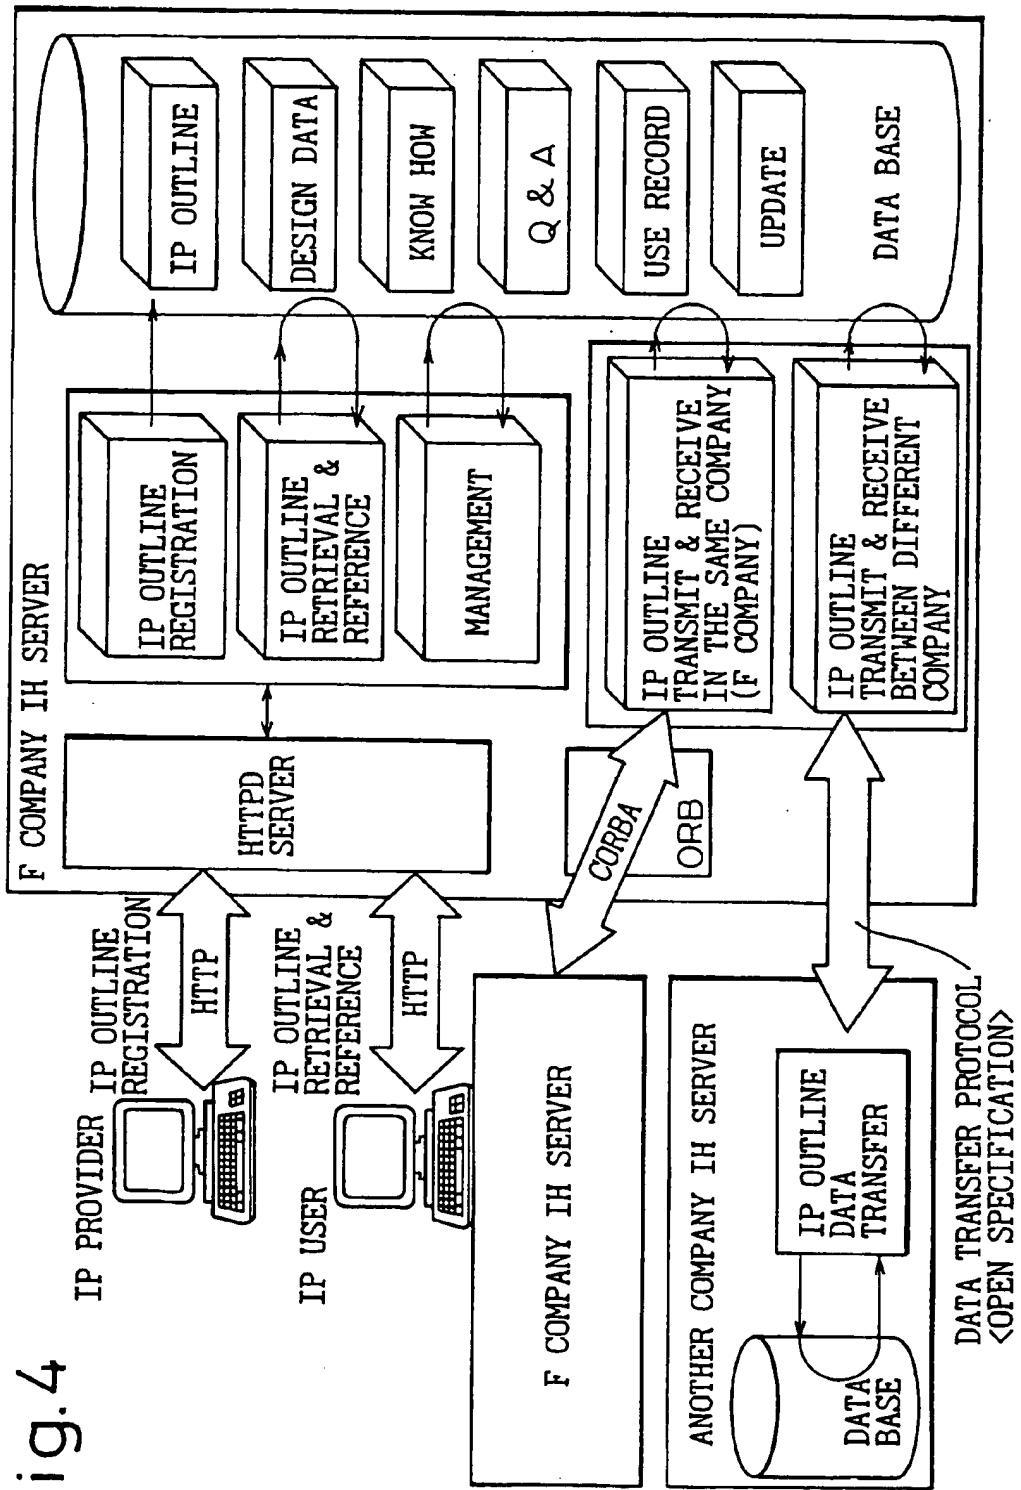 ig. 4
IP PROVIDER
IP OUTLINE
REGISTRATION
HTTP
IP USER
IP OUTLINE
RETRIEVAL &
REFERENCE
HTTP
F COMPANY IH SERVER
HTTPD
SERVER
IP OUTLINE
REGISTRATION
IP OUTLINE
RETRIEVAL &
REFERENCE
MANAGEMENT
CORBA
ORB
IP OUTLINE
TRANSMIT & RECEIVE
IN THE SAME COMPANY
(F COMPANY)
IP OUTLINE
TRANSMIT & RECEIVE
BETWEEN DIFFERENT
COMPANY
IP OUTLINE
DESIGN DATA
KNOW HOW
Q & A
USE RECORD
UPDATE
DATA BASE
F COMPANY IH SERVER
ANOTHER COMPANY IH SERVER
IP OUTLINE
DATA
TRANSFER
DATA
BASE
DATA TRANSFER PROTOCOL
<OPEN SPECIFICATION>